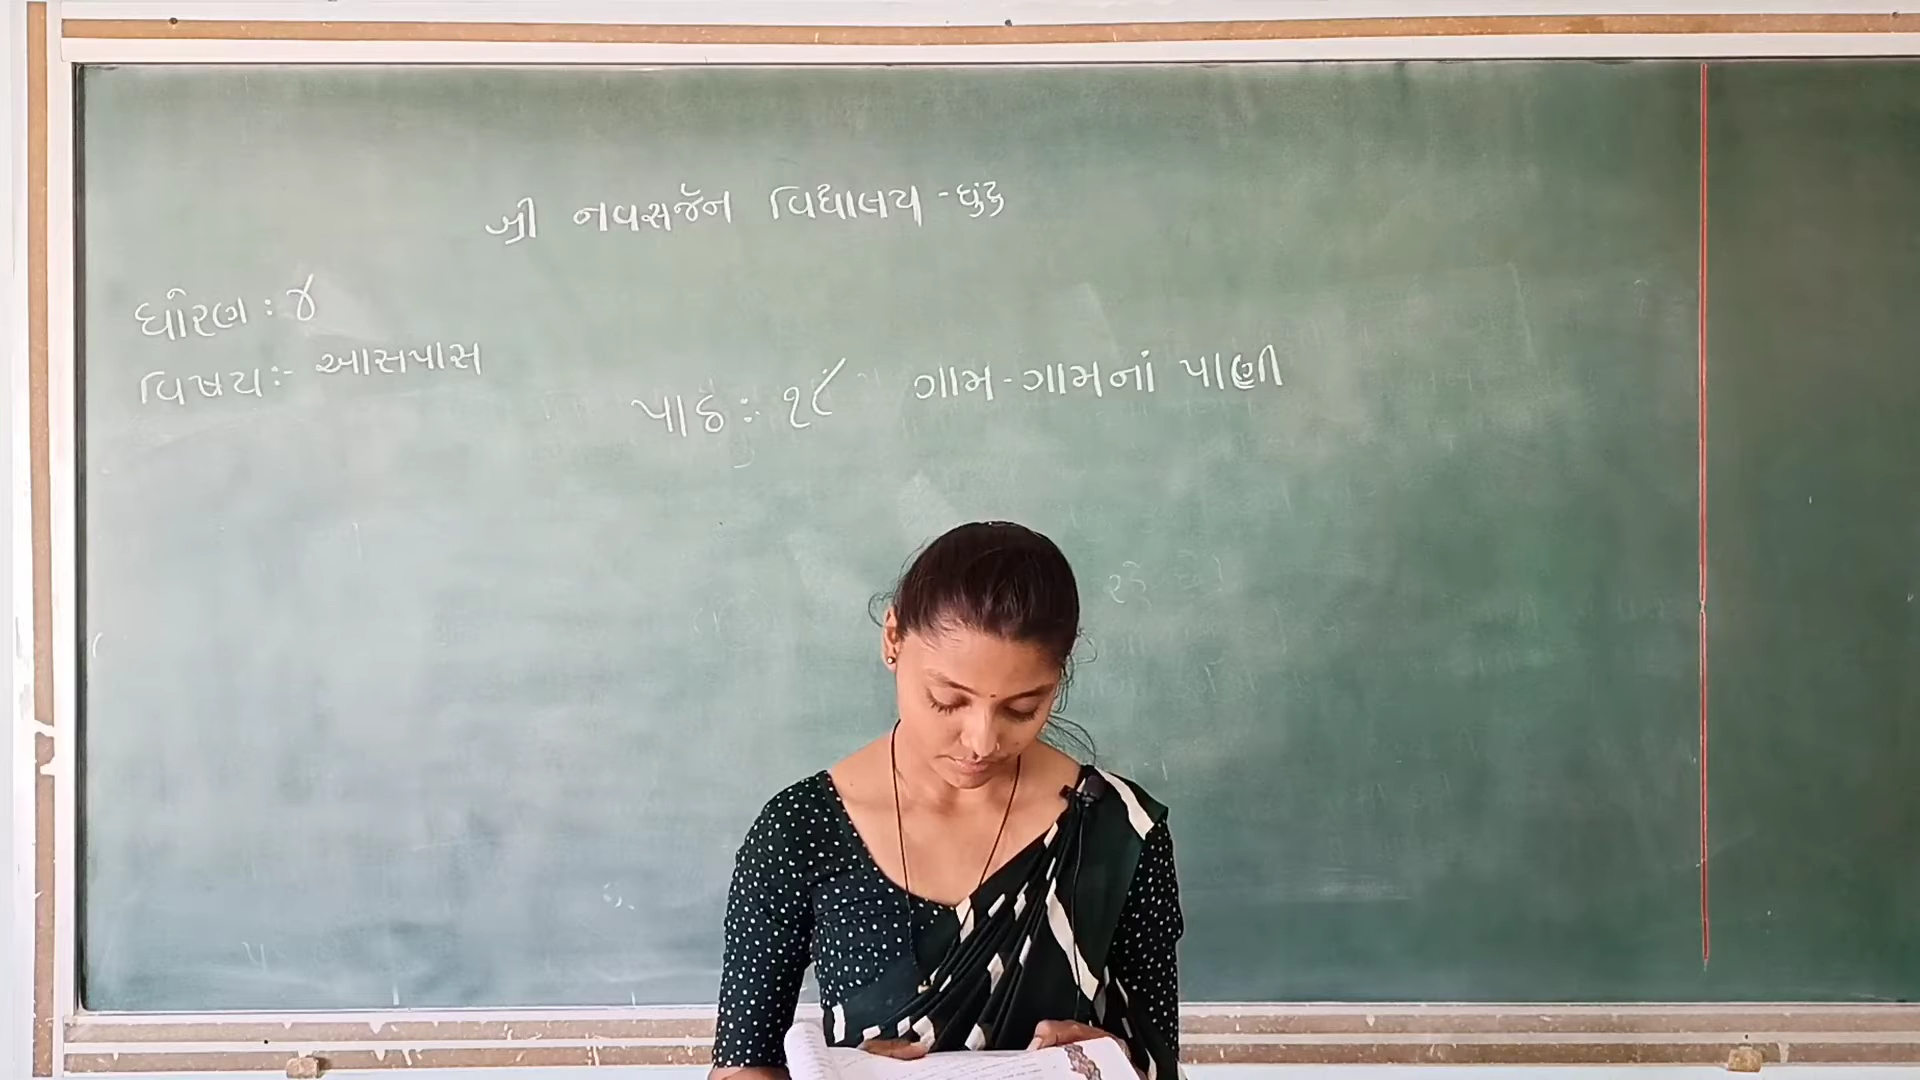 શ્રી નવસર્જન વિદ્યાલય - ઘુંટુ
ધોરણ : ૪
વિષય :- આસપાસ
પાઠ :- ૧૮ ગામ - ગામનાં પાણી